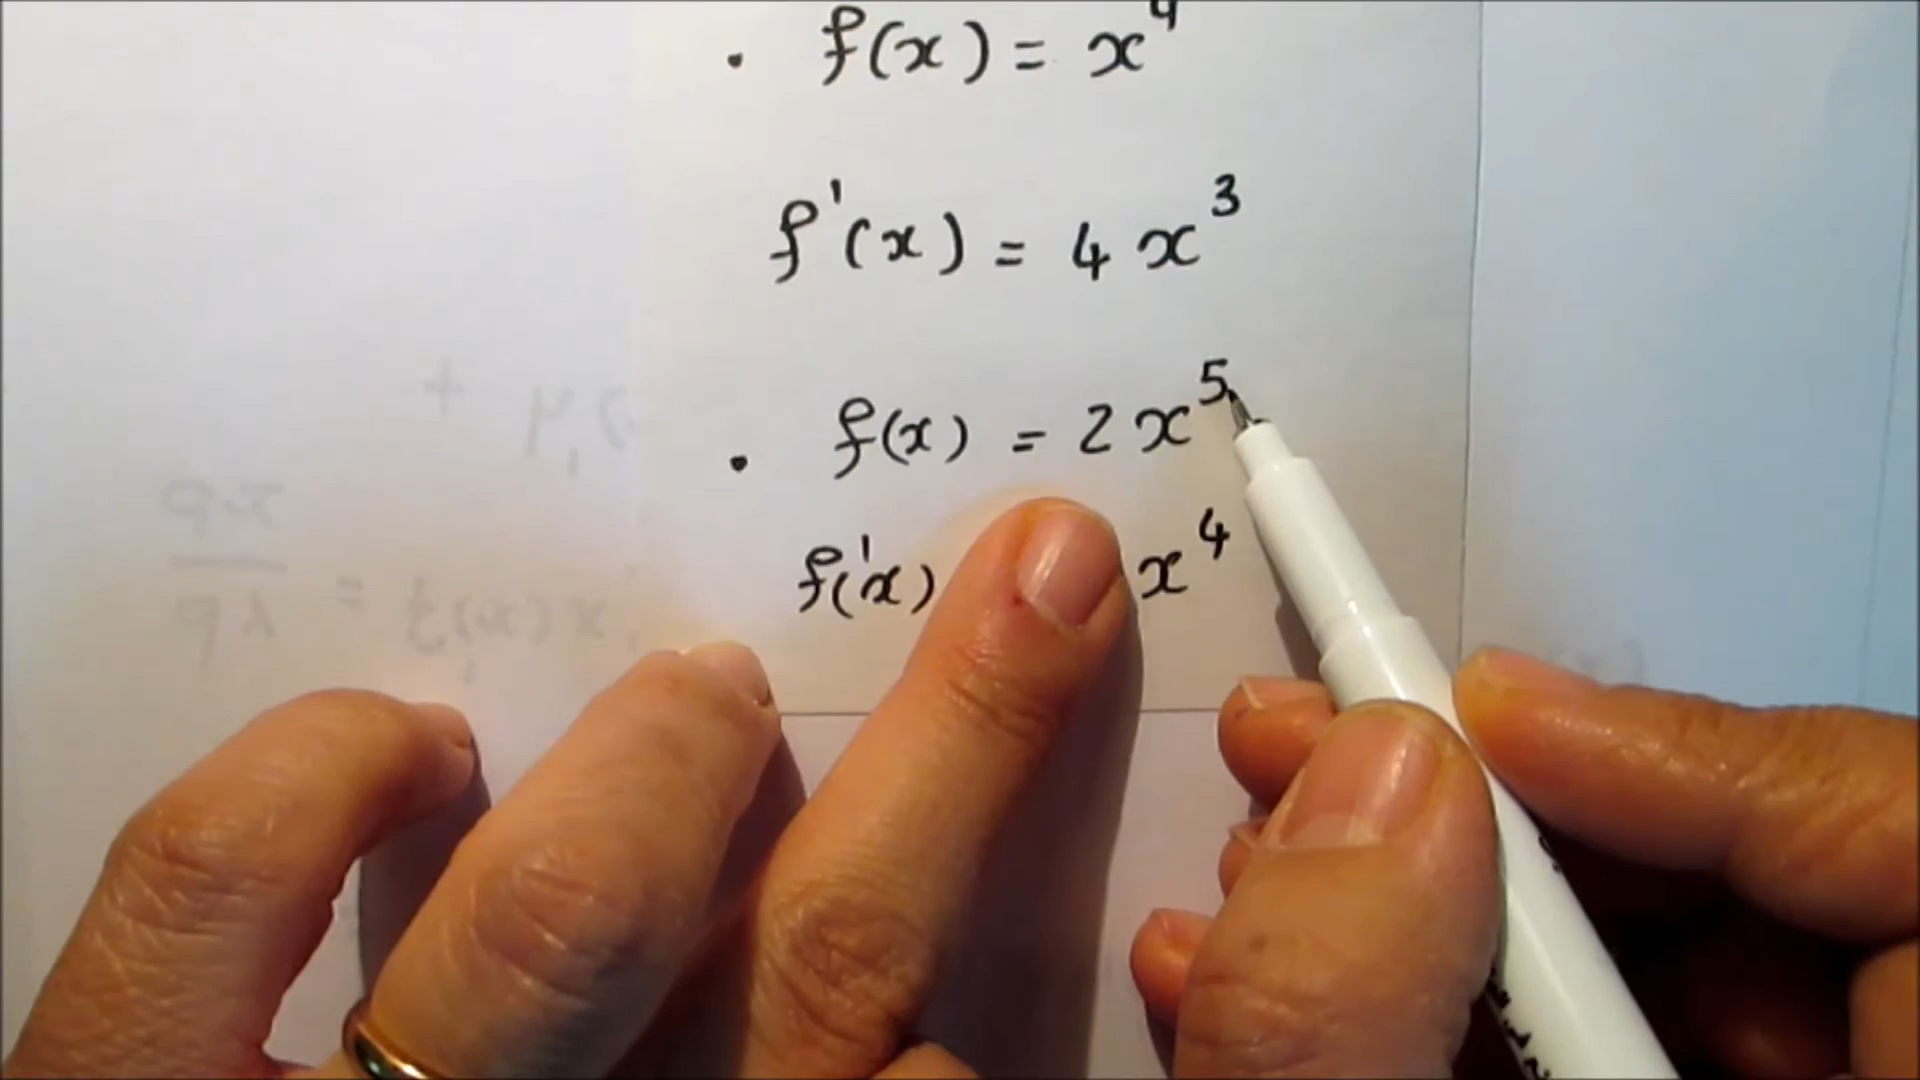 . f(x) = x⁴
f'(x) = 4x³
. f(x) = 2x⁵
f'(x) x⁴